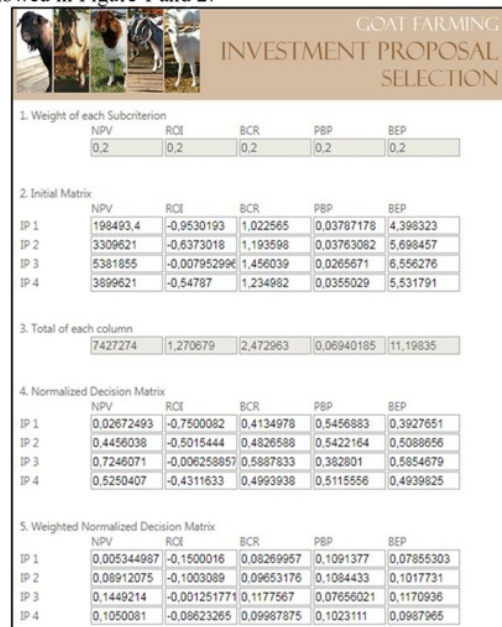 GOAT FARMING
INVESTMENT PROPOSAL
SELECTION
1. Weight of each Subcriterion
NPV ROI BCR PBP BEP
0,2 0,2 0,2 0,2 0,2
2. Initial Matrix
NPV ROI BCR PBP BEP
IP 1 198493,4 -0,9530193 1,022565 0,03787178 4,398323
IP 2 3309621 -0,6373018 1,193598 0,03763082 5,698457
IP 3 5381855 -0,007952996 1,456039 0,0265671 6,556276
IP 4 3899621 -0,54787 1,234982 0,0355029 5,531791
3. Total of each column
7427274 1,270679 2,472963 0,06940185 11,19835
4. Normalized Decision Matrix
NPV ROI BCR PBP BEP
IP 1 0,02672493 -0,7500082 0,4134978 0,5456883 0,3927651
IP 2 0,4456038 -0,5015444 0,4826588 0,5422164 0,5088656
IP 3 0,7246071 -0,006258857 0,5887833 0,382801 0,5854679
IP 4 0,5250407 -0,4311633 0,4993938 0,5115556 0,4939825
5. Weighted Normalized Decision Matrix
NPV ROI BCR PBP BEP
IP 1 0,005344987 -0,1500016 0,08269957 0,1091377 0,07855303
IP 2 0,08912075 -0,1003089 0,09653176 0,1084433 0,1017731
IP 3 0,1449214 -0,001251771 0,1177567 0,07656021 0,1170936
IP 4 0,1050081 -0,08623265 0,09987875 0,1023111 0,0987965